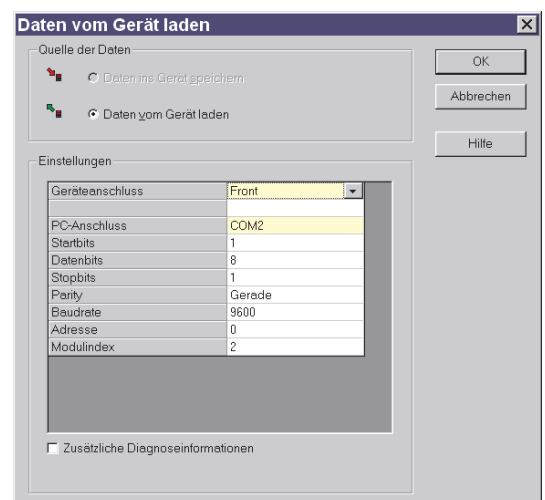 Daten vom Gerät laden
Quelle der Daten
Daten ins Gerät speichern
Daten vom Gerät laden
OK
Abbrechen
Hilfe
Einstellungen
Geräteanschluss Front
PC-Anschluss COM2
Startbits 1
Datenbits 8
Stopbits 1
Parity Gerade
Baudrate 9600
Adresse 0
Modulindex 2
Zusätzliche Diagnoseinformationen